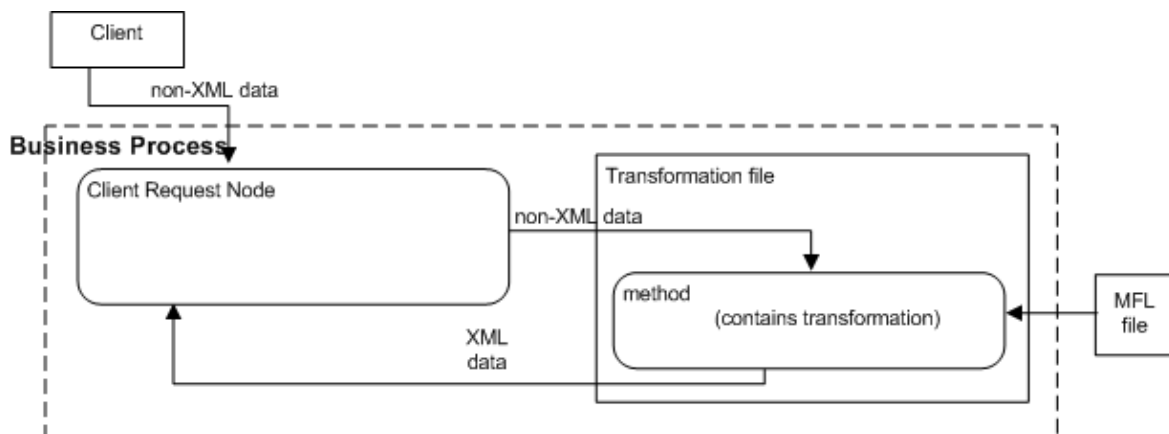 Client
non-XML data
Business Process
Client Request Node
Transformation file
non-XML data
method
(contains transformation)
MFL
file
XML
data